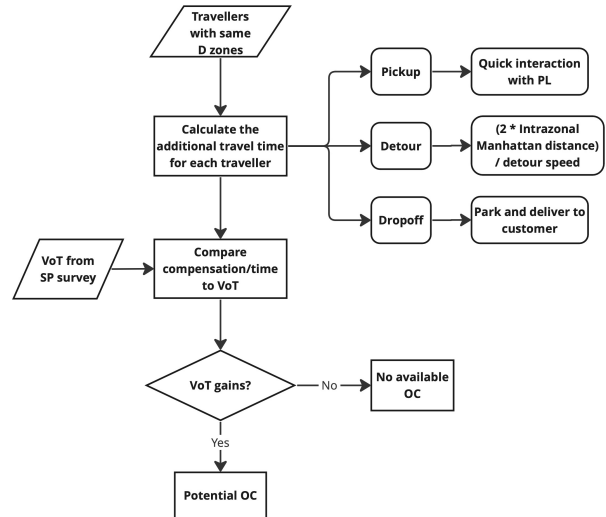 Travellers
with same
D zones
Pickup
Quick interaction
with PL
Calculate the
additional travel time
for each traveller
Detour
(2 * Intrazonal
Manhattan distance)
/ detour speed
Dropoff
Park and deliver to
customer
VoT from
SP survey
Compare
compensation/time
to VoT
VoT gains?
No
No available
OC
Yes
Potential OC